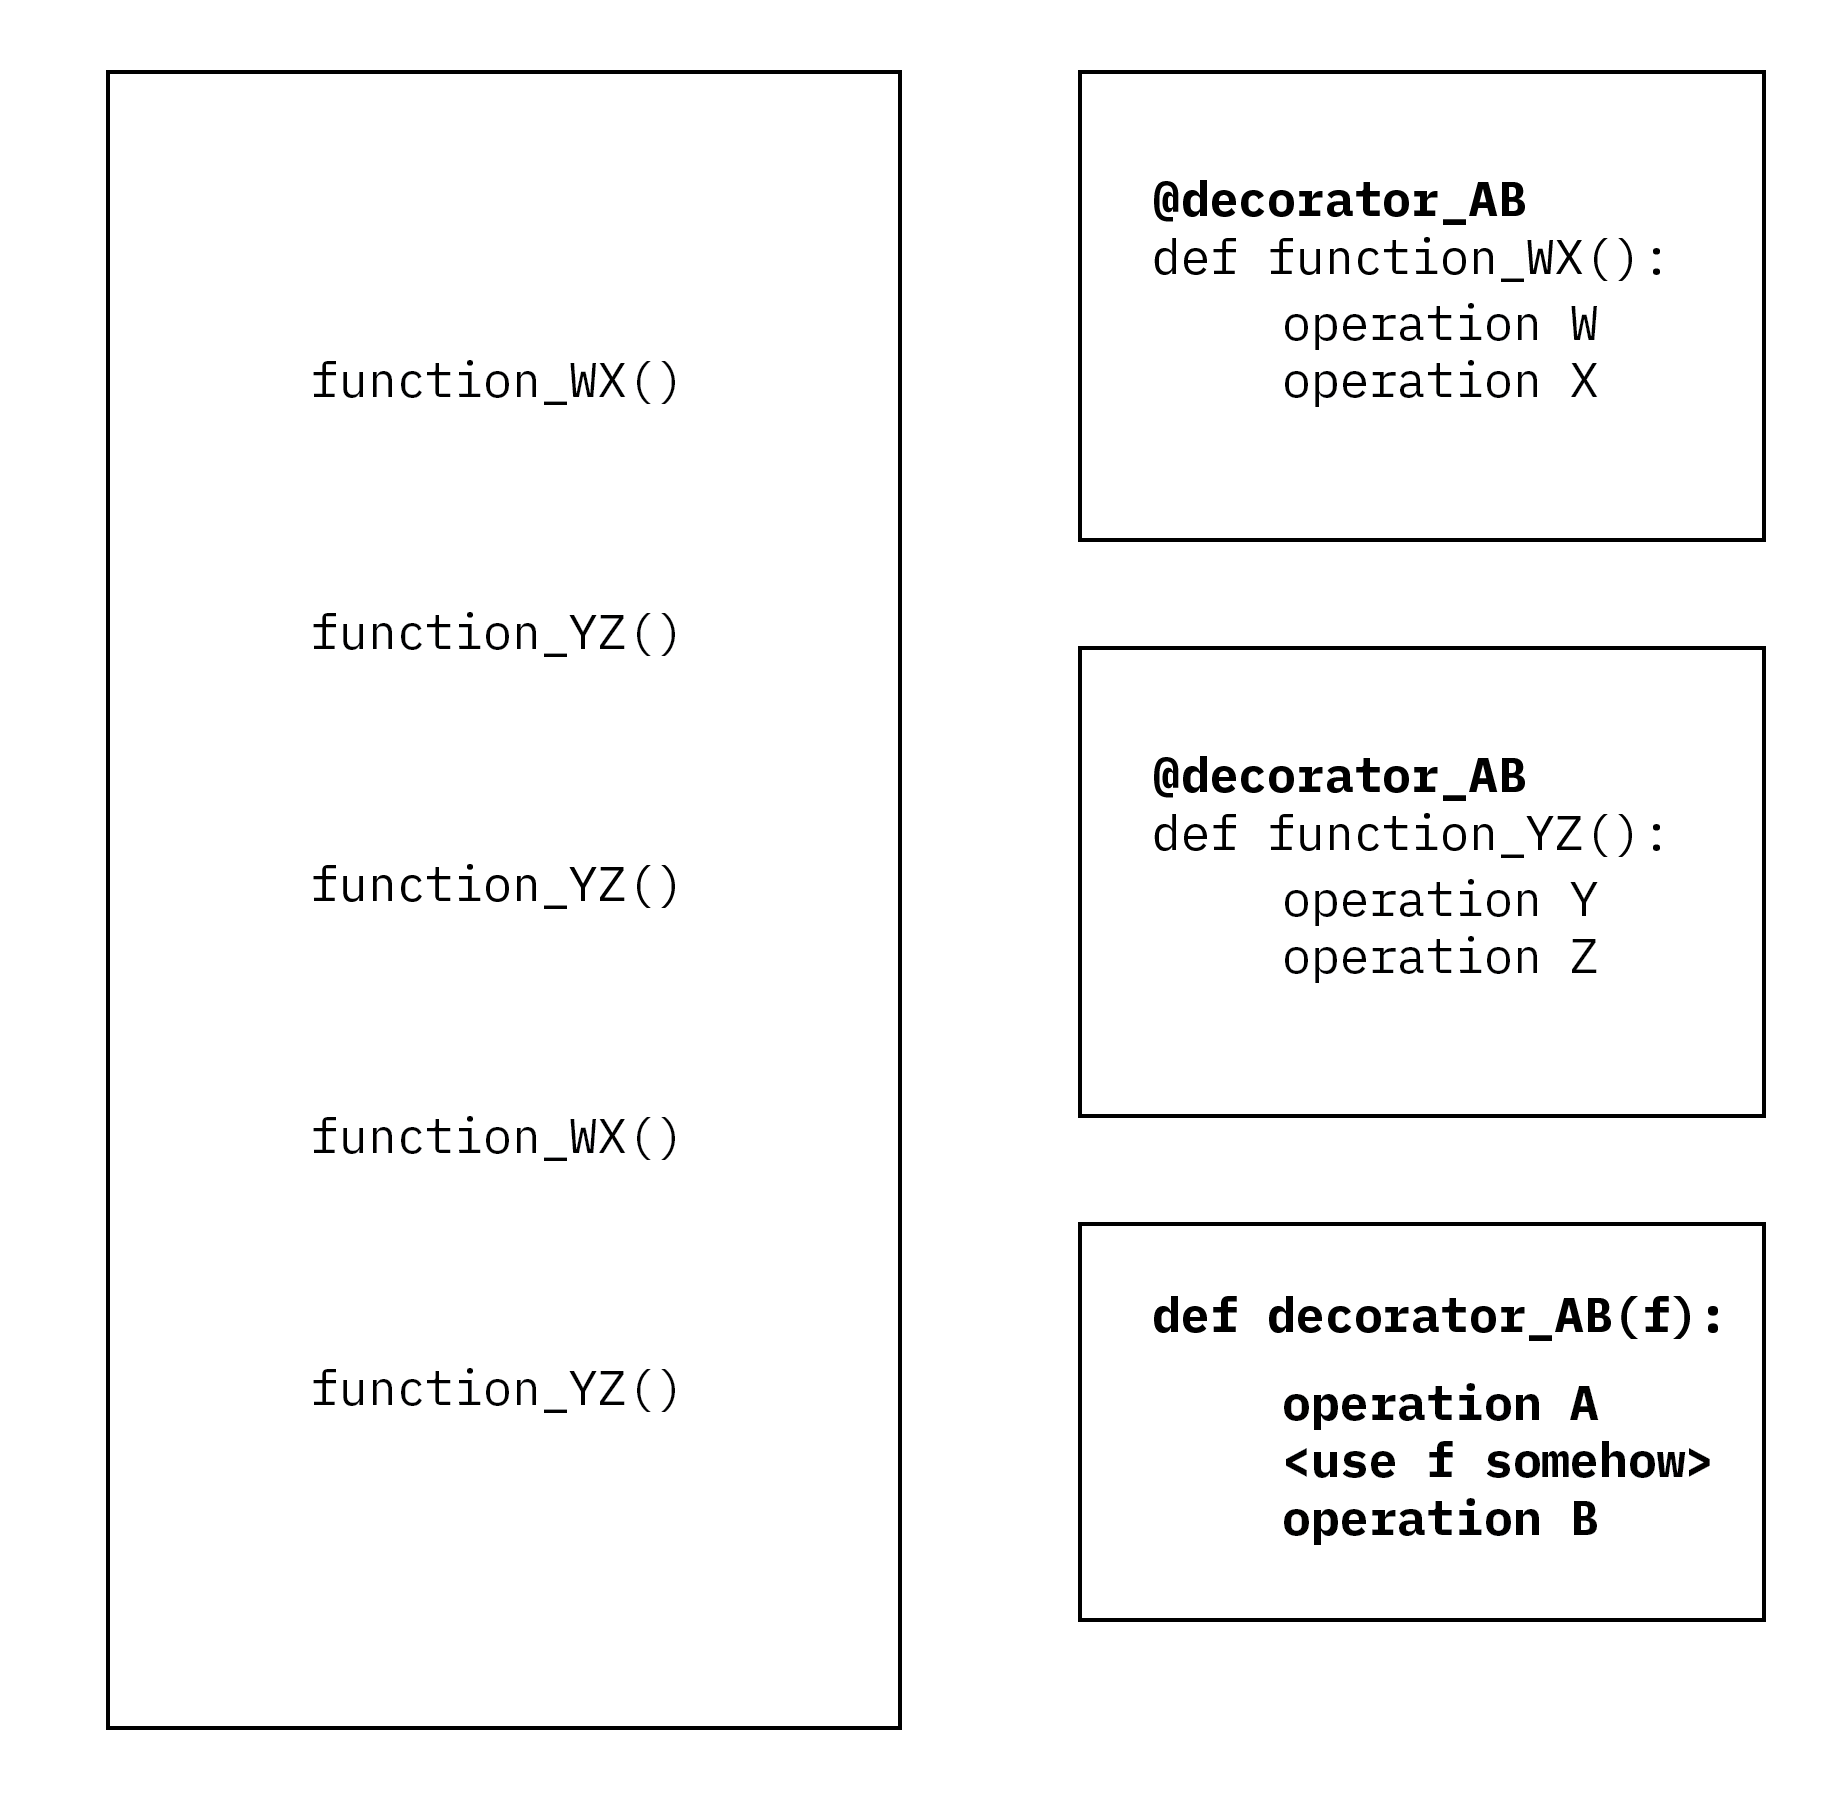 function_WX()
function_YZ()
function_YZ()
function_WX()
function_YZ()
@decorator_AB
def function_WX():
operation W
operation X
@decorator_AB
def function_YZ():
operation Y
operation Z
def decorator_AB(f):
operation A
<use f somehow>
operation B